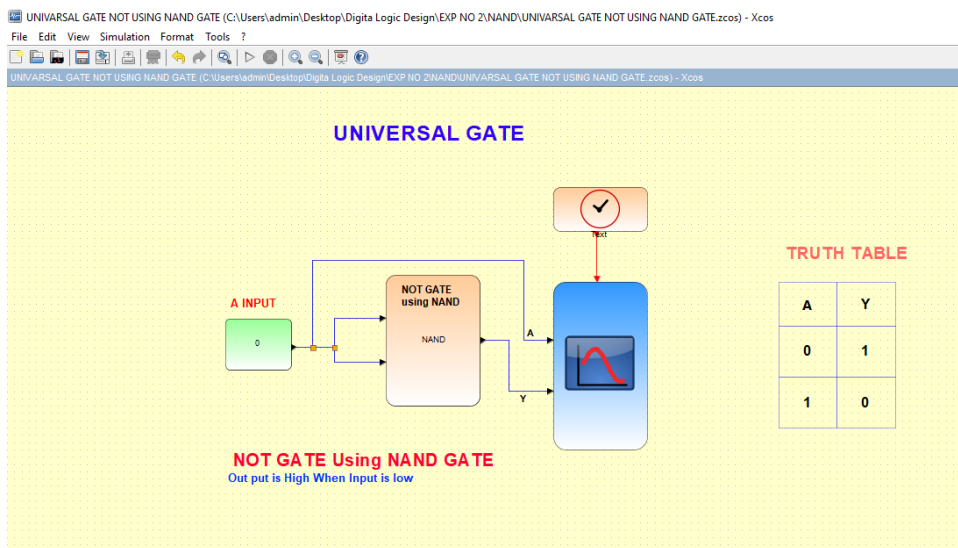 UNIVARSAL GATE NOT USING NAND GATE (C:\Users\admin\Desktop\Digita Logic Design\EXP NO 2\NAND\UNIVARSAL GATE NOT USING NAND GATE.zcos) - Xcos
File Edit View Simulation Format Tools ?
UNIVARSAL GATE NOT USING NAND GATE (C:\Users\admin\Desktop\Digita Logic Design\EXP NO 2\NAND\UNIVARSAL GATE NOT USING NAND GATE.zcos) - Xcos
UNIVERSAL GATE
Text
TRUTH TABLE
A INPUT
0
NOT GATE
using NAND
NAND
A
Y
A Y
0 1
1 0
NOT GATE Using NAND GATE
Out put is High When Input is low